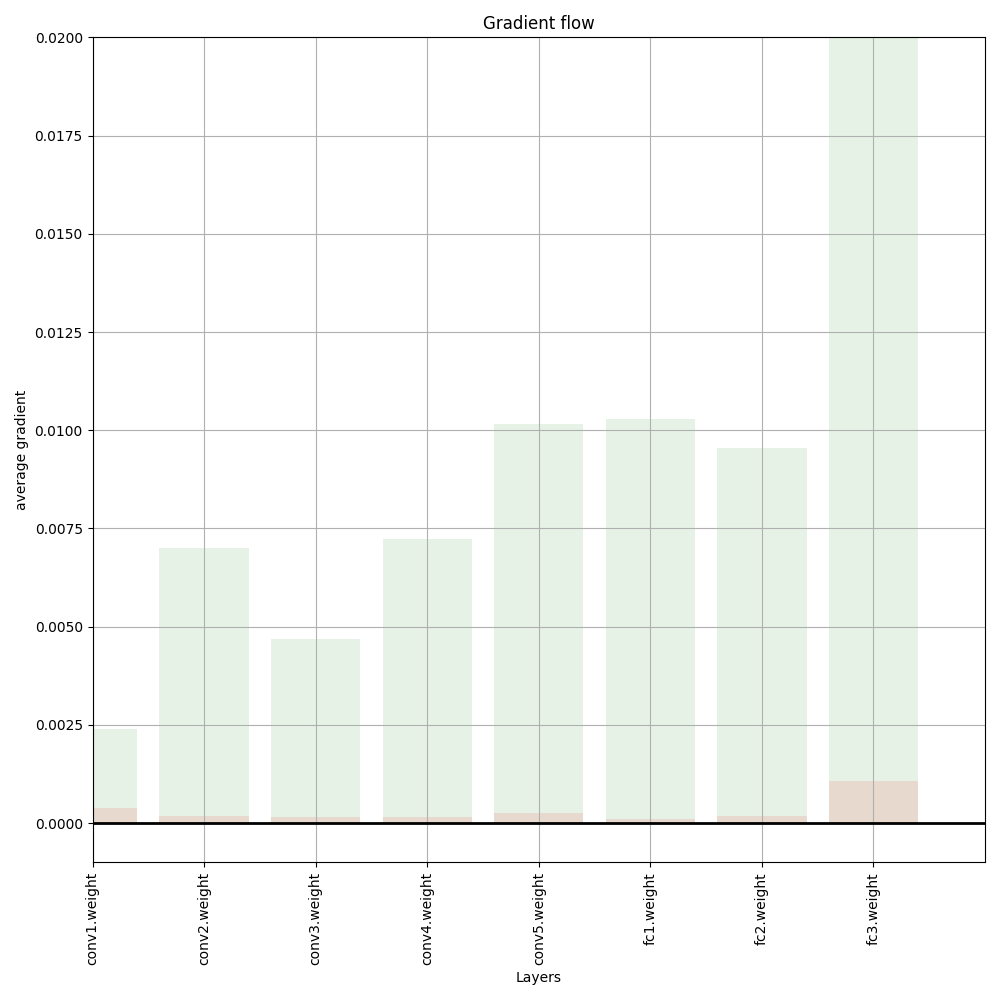 Gradient flow
0.0200
0.0175
0.0150
0.0125
0.0100
0.0075
0.0050
0.0025
0.0000
average gradient
conv1.weight
conv2.weight
conv3.weight
conv4.weight
conv5.weight
fc1.weight
fc2.weight
fc3.weight
Layers